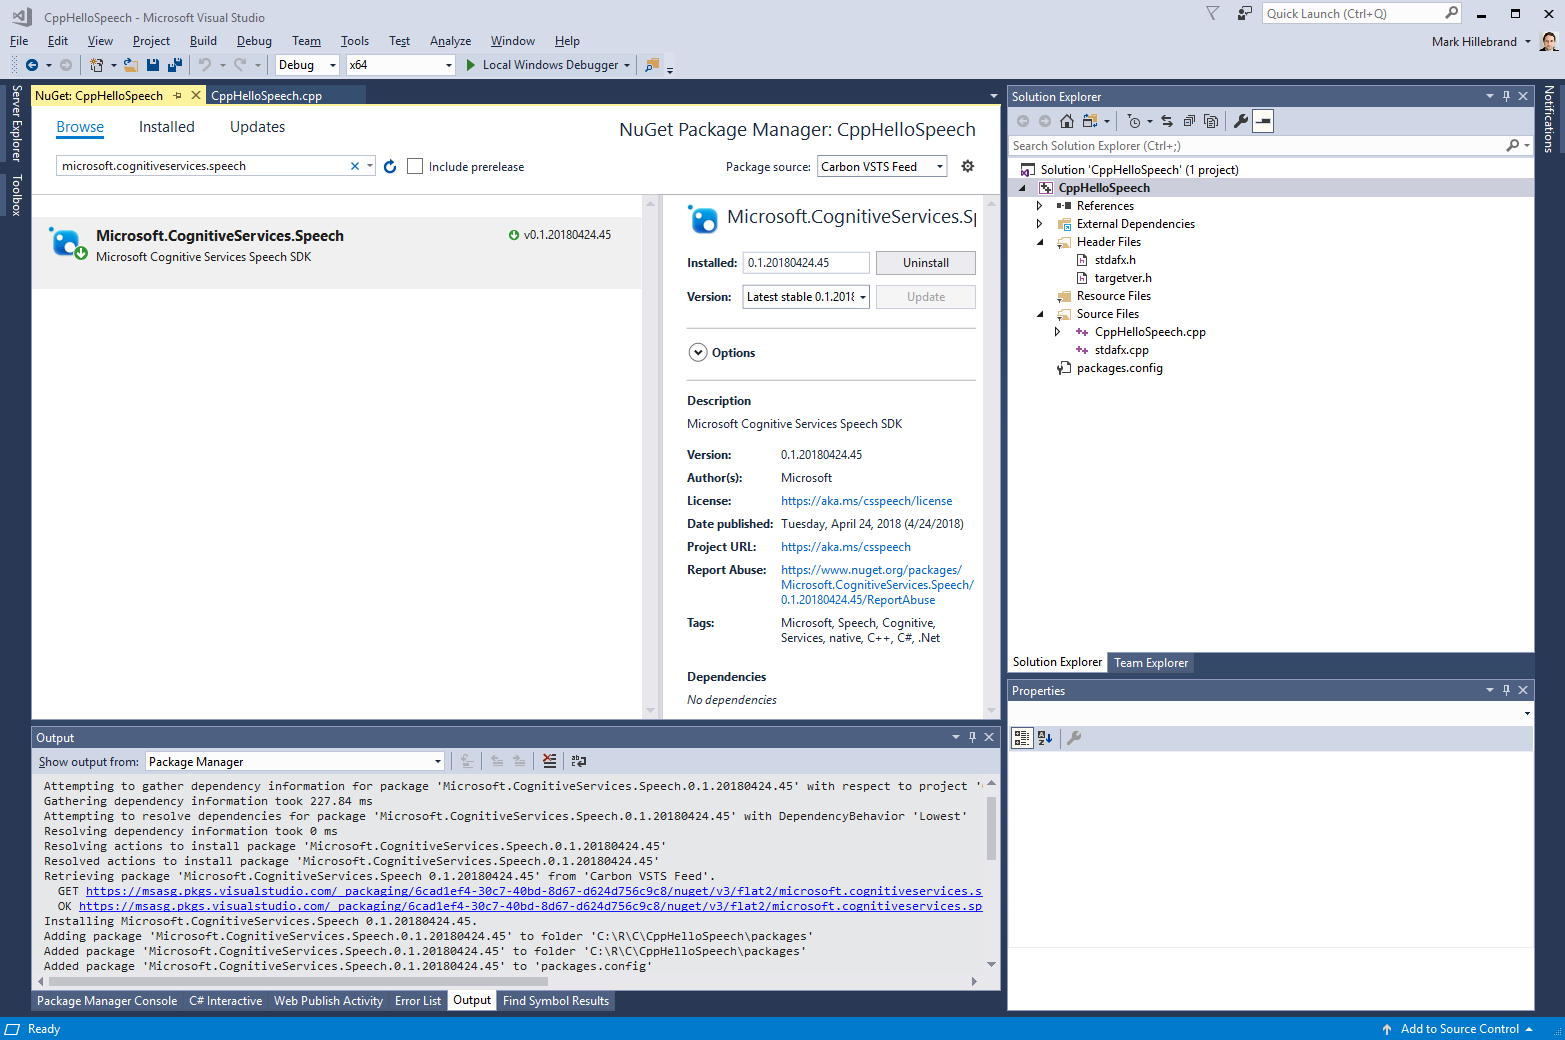 CppHelloSpeech - Microsoft Visual Studio
Quick Launch (Ctrl+Q)
File Edit View Project Build Debug Team Tools Test Analyze Window Help
Mark Hillebrand
Debug x64 Local Windows Debugger
Server Explorer
Toolbox
NuGet: CppHelloSpeech
CppHelloSpeech.cpp
Browse Installed Updates
NuGet Package Manager: CppHelloSpeech
microsoft.cognitiveservices.speech
Include prerelease
Package source: Carbon VSTS Feed
Microsoft.CognitiveServices.Speech
v0.1.20180424.45
Microsoft Cognitive Services Speech SDK
Microsoft.CognitiveServices.Sp
Installed: 0.1.20180424.45 Uninstall
Version: Latest stable 0.1.2018 Update
Options
Description
Microsoft Cognitive Services Speech SDK
Version: 0.1.20180424.45
Author(s): Microsoft
License: https://aka.ms/csspeech/license
Date published: Tuesday, April 24, 2018 (4/24/2018)
Project URL: https://aka.ms/csspeech
Report Abuse: https://www.nuget.org/packages/
Microsoft.CognitiveServices.Speech/
0.1.20180424.45/ReportAbuse
Tags: Microsoft, Speech, Cognitive,
Services, native, C++, C#, .Net
Dependencies
No dependencies
Output
Show output from: Package Manager
Attempting to gather dependency information for package 'Microsoft.CognitiveServices.Speech.0.1.20180424.45' with respect to project '
Gathering dependency information took 227.84 ms
Attempting to resolve dependencies for package 'Microsoft.CognitiveServices.Speech.0.1.20180424.45' with DependencyBehavior 'Lowest'
Resolving dependency information took 0 ms
Resolving actions to install package 'Microsoft.CognitiveServices.Speech.0.1.20180424.45'
Resolved actions to install package 'Microsoft.CognitiveServices.Speech.0.1.20180424.45'
Retrieving package 'Microsoft.CognitiveServices.Speech 0.1.20180424.45' from 'Carbon VSTS Feed'.
GET https://msasg.pkgs.visualstudio.com/_packaging/6cad1ef4-30c7-40bd-8d67-d624d756c9c8/nuget/v3/flat2/microsoft.cognitiveservices.s
OK https://msasg.pkgs.visualstudio.com/_packaging/6cad1ef4-30c7-40bd-8d67-d624d756c9c8/nuget/v3/flat2/microsoft.cognitiveservices.sp
Installing Microsoft.CognitiveServices.Speech 0.1.20180424.45.
Adding package 'Microsoft.CognitiveServices.Speech.0.1.20180424.45' to folder 'C:\R\C\CppHelloSpeech\packages'
Added package 'Microsoft.CognitiveServices.Speech.0.1.20180424.45' to folder 'C:\R\C\CppHelloSpeech\packages'
Added package 'Microsoft.CognitiveServices.Speech.0.1.20180424.45' to 'packages.config'
Package Manager Console C# Interactive Web Publish Activity Error List Output Find Symbol Results
Solution Explorer
Search Solution Explorer (Ctrl+;)
Solution 'CppHelloSpeech' (1 project)
CppHelloSpeech
References
External Dependencies
Header Files
stdafx.h
targetver.h
Resource Files
Source Files
CppHelloSpeech.cpp
stdafx.cpp
packages.config
Solution Explorer Team Explorer
Properties
Notifications
Ready
Add to Source Control